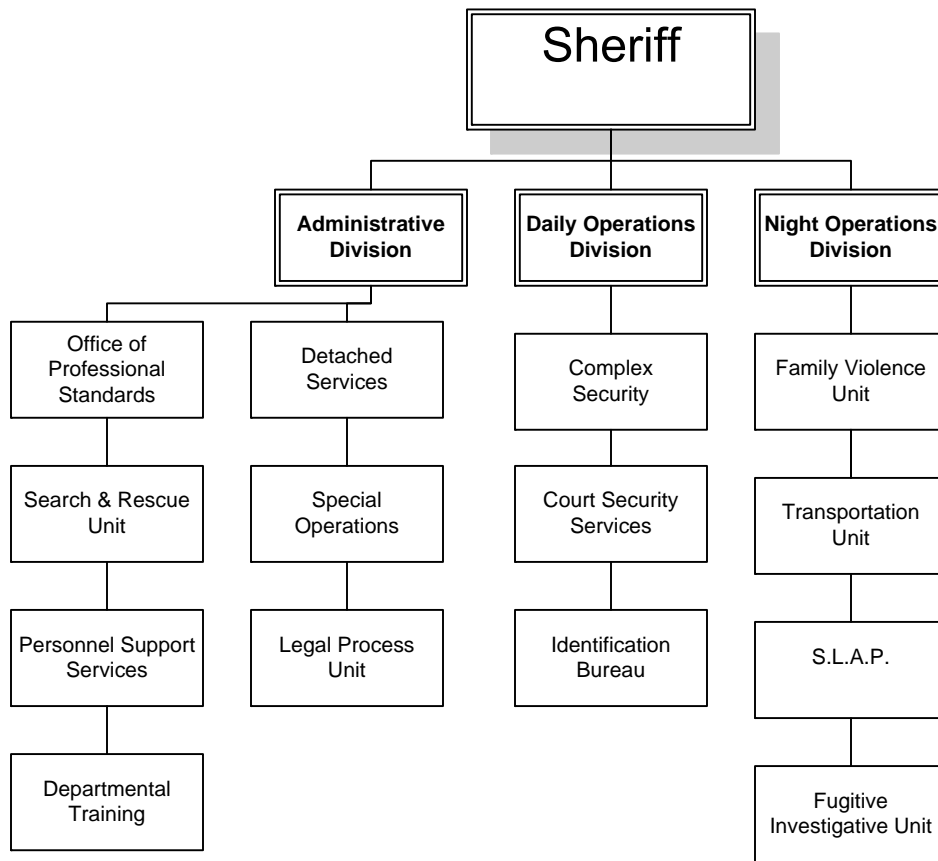 Sheriff
Administrative
Division
Daily Operations
Division
Night Operations
Division
Office of
Professional
Standards
Detached
Services
Complex
Security
Family Violence
Unit
Search & Rescue
Unit
Special
Operations
Court Security
Services
Transportation
Unit
Personnel Support
Services
Legal Process
Unit
Identification
Bureau
S.L.A.P.
Departmental
Training
Fugitive
Investigative Unit